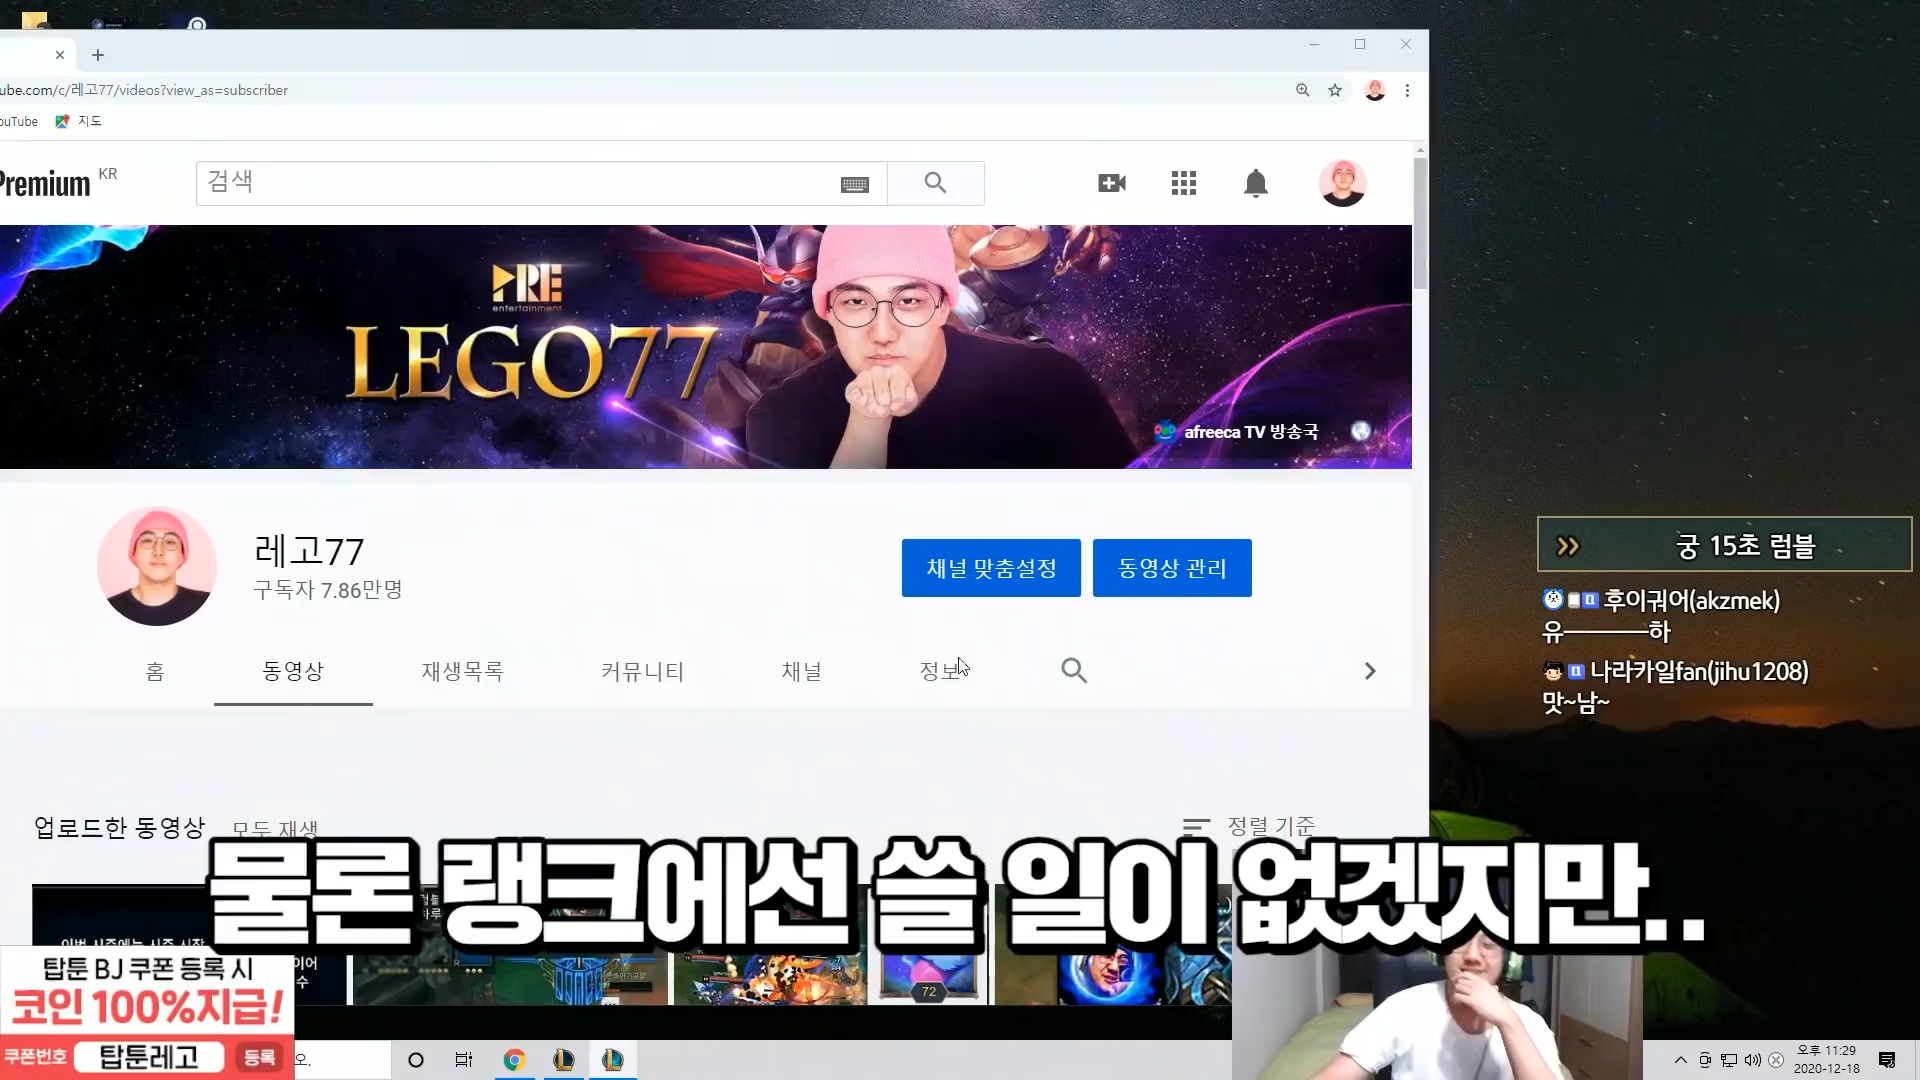 ube.com/c/레고77/videos?view_as=subscriber
ouTube 지도
Premium KR
검색
PRE
entertainment
LEGO77
afreeca TV 방송국
레고77
구독자 7.86만명
채널 맞춤설정
동영상 관리
홈
동영상
재생목록
커뮤니티
채널
정보
궁 15초 럼블
후이궈어(akzmek)
유─────하
나라카일fan(jihu1208)
맛~남~
업로드한 동영상
모두 재생
정렬 기준
물론 랭크에선 쓸 일이 없겠지만..
72
탑툰 BJ 쿠폰 등록 시
코인 100%지급!
쿠폰번호 탑툰레고 등록
오.
오후 11:29
2020-12-18